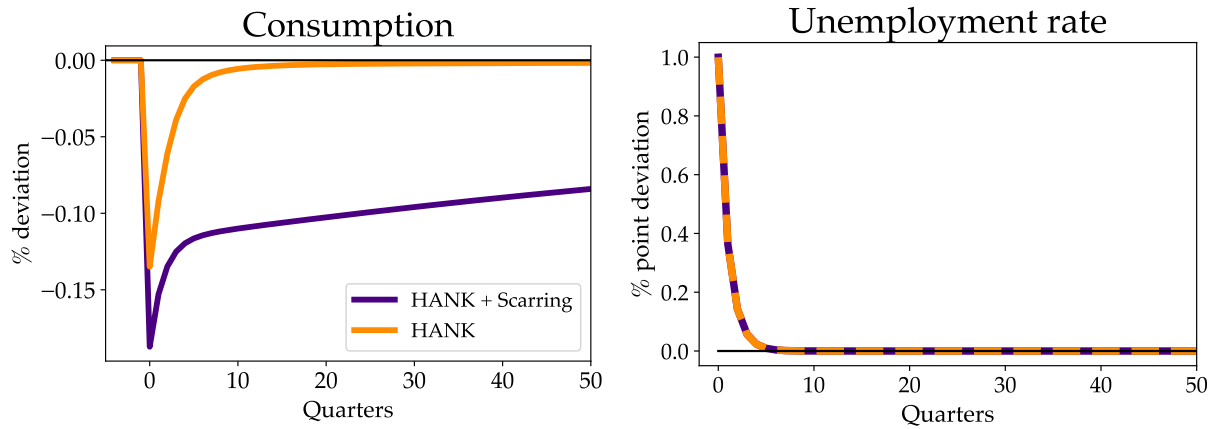 Consumption
% deviation
0.00
−0.05
−0.10
−0.15
0
10
20
30
40
50
Quarters
HANK + Scarring
HANK
Unemployment rate
% point deviation
1.0
0.8
0.6
0.4
0.2
0.0
0
10
20
30
40
50
Quarters